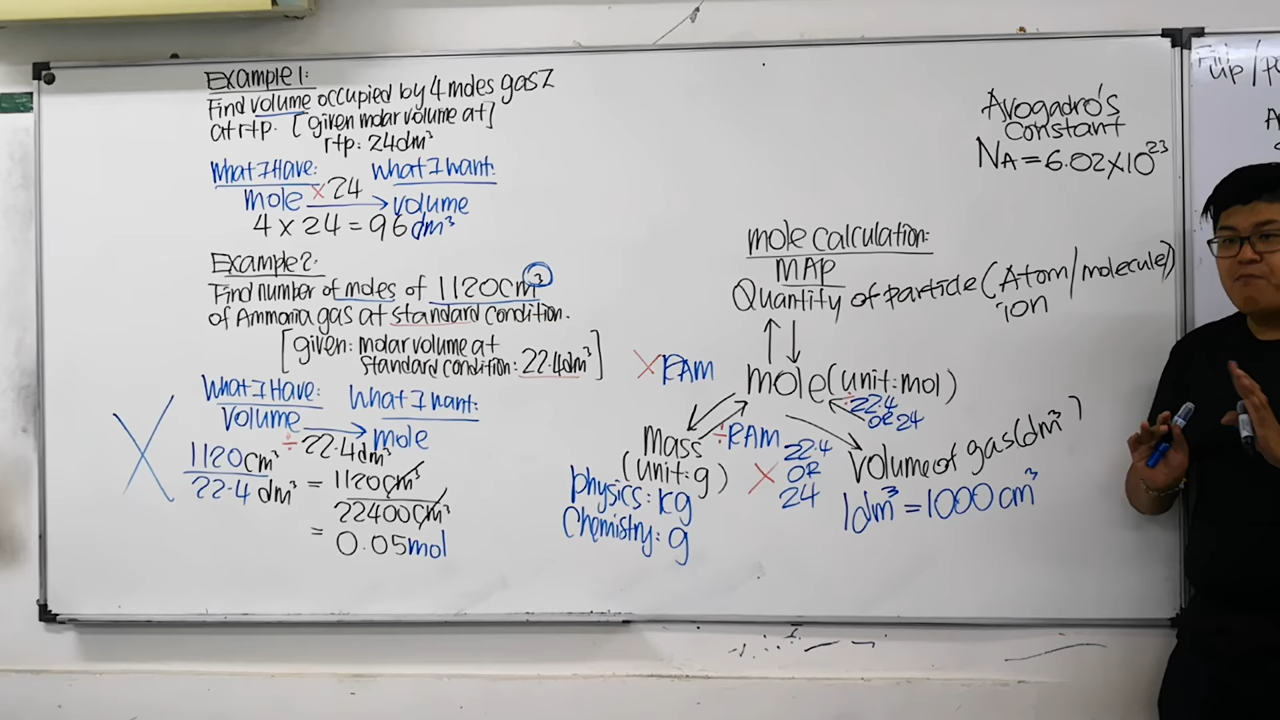 Example 1:
Find volume occupied by 4 moles gas Z
at rtp. [given molar volume at]
rtp: 24dm³
What I Have: What I want:
mole ×24 → volume
4 × 24 = 96dm³
Example 2:
Find number of moles of 1120cm³
of Ammonia gas at standard condition.
[given: molar volume at
standard condition: 22.4dm³]
What I Have: What I want:
Volume → mole
÷ 22.4dm³
1120cm³
22.4 dm³
= 1120cm³
22400cm³
= 0.05mol
X
Avogadro's
Constant
NA = 6.02×10²³
mole calculation:
MAP
Quantity of particle (Atom/molecule)
ion
×RAM
mole (unit: mol)
÷ 22.4
OR 24
Mass
(unit: g)
÷RAM
× 22.4
OR
24
Volume of gas (dm³)
1dm³ = 1000cm³
Physics: kg
Chemistry: g
up/